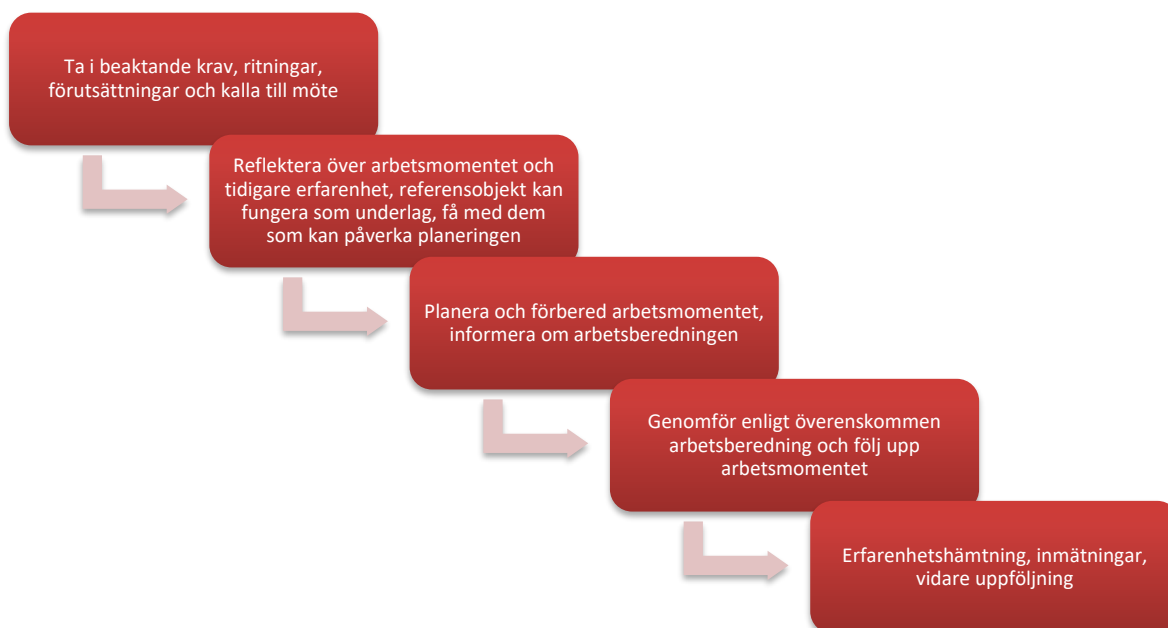 Ta i beaktande krav, ritningar,
förutsättningar och kalla till möte
Reflektera över arbetsmomentet och
tidigare erfarenhet, referensobjekt kan
fungera som underlag, få med dem
som kan påverka planeringen
Planera och förbered arbetsmomentet,
informera om arbetsberedningen
Genomför enligt överenskommen
arbetsberedning och följ upp
arbetsmomentet
Erfarenhetshämtning, inmätningar,
vidare uppföljning